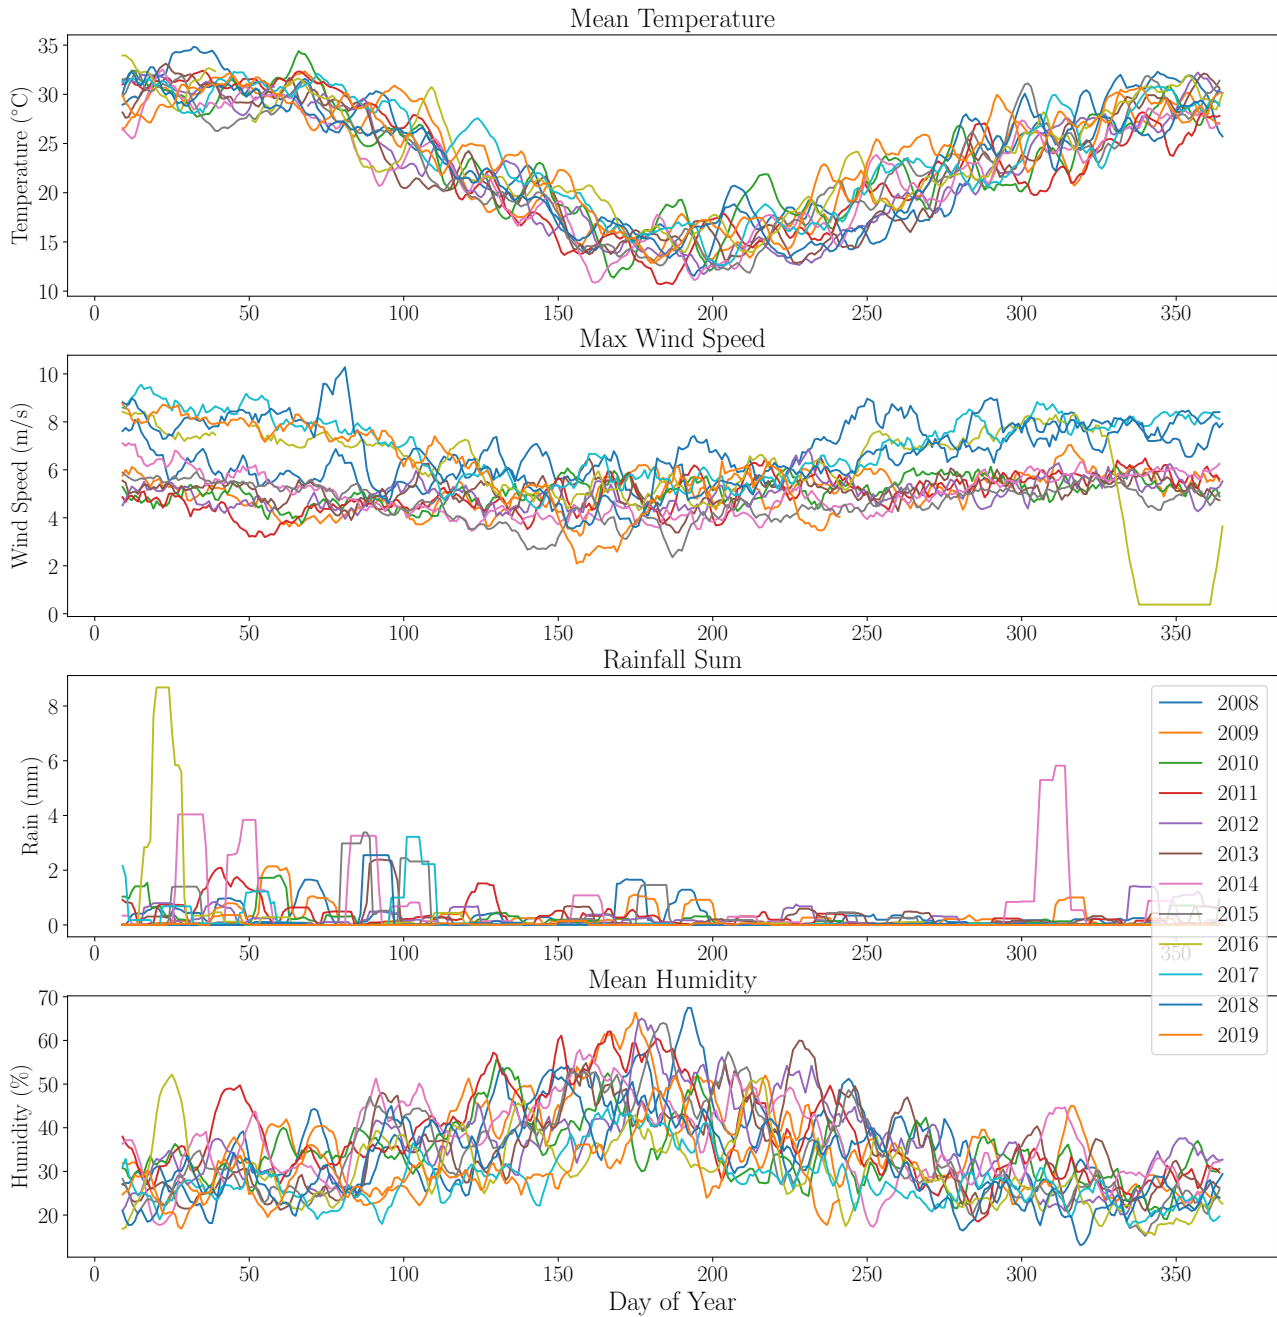 Mean Temperature
Temperature (°C)
35
30
25
20
15
10
0 50 100 150 200 250 300 350
Max Wind Speed
Wind Speed (m/s)
10
8
6
4
2
0
0 50 100 150 200 250 300 350
Rainfall Sum
Rain (mm)
8
6
4
2
0
0 50 100 150 200 250 300 350
2008
2009
2010
2011
2012
2013
2014
2015
2016
2017
2018
2019
Mean Humidity
Humidity (%)
70
60
50
40
30
20
0 50 100 150 200 250 300 350
Day of Year